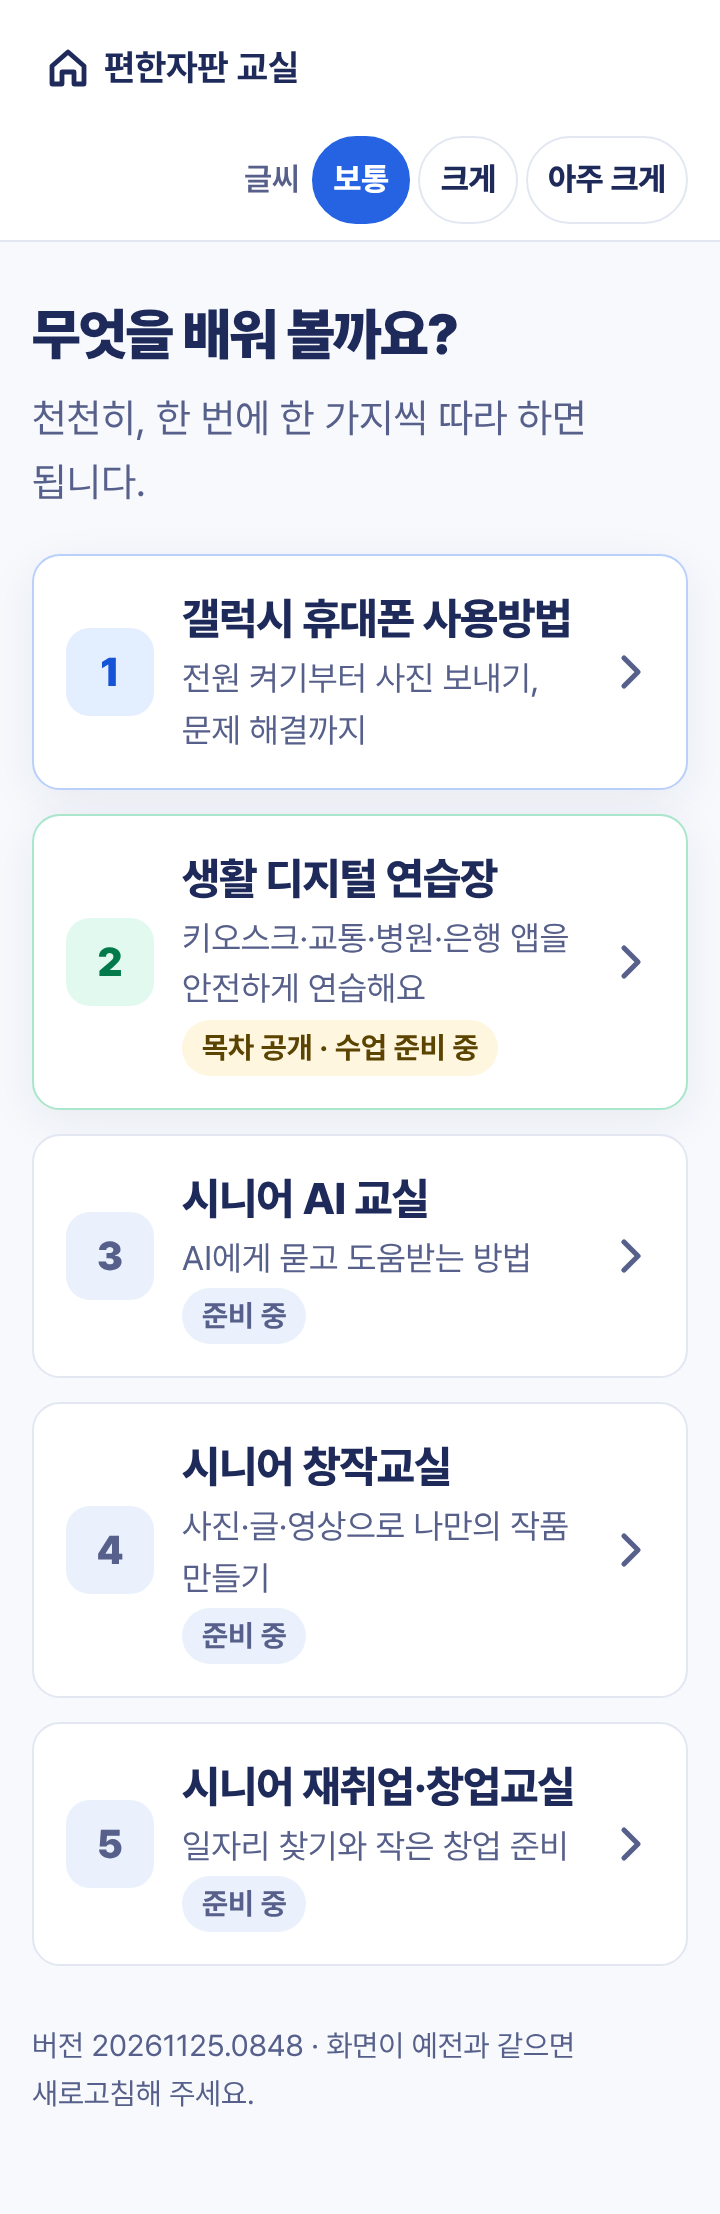 편한자판 교실
글씨 보통 크게 아주 크게
무엇을 배워 볼까요?
천천히, 한 번에 한 가지씩 따라 하면
됩니다.
1
갤럭시 휴대폰 사용방법
전원 켜기부터 사진 보내기,
문제 해결까지
2
생활 디지털 연습장
키오스크·교통·병원·은행 앱을
안전하게 연습해요
목차 공개 · 수업 준비 중
3
시니어 AI 교실
AI에게 묻고 도움받는 방법
준비 중
4
시니어 창작교실
사진·글·영상으로 나만의 작품
만들기
준비 중
5
시니어 재취업·창업교실
일자리 찾기와 작은 창업 준비
준비 중
버전 20261125.0848 · 화면이 예전과 같으면
새로고침해 주세요.